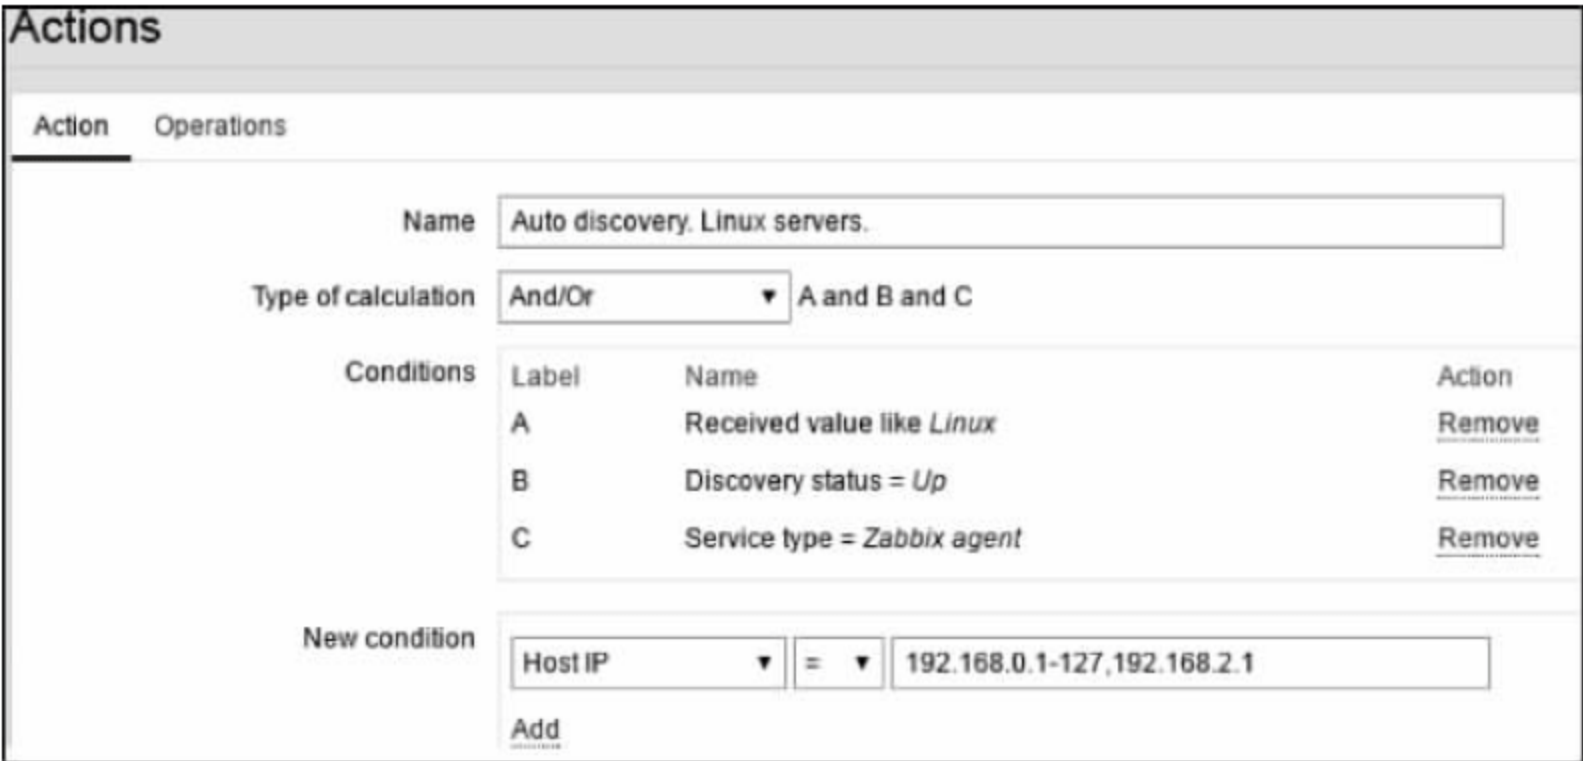 Actions
Action Operations
Name Auto discovery. Linux servers.
Type of calculation And/Or ▼ A and B and C
Conditions Label Name Action
A Received value like Linux Remove
B Discovery status = Up Remove
C Service type = Zabbix agent Remove
New condition Host IP ▼ = ▼ 192.168.0.1-127,192.168.2.1
Add